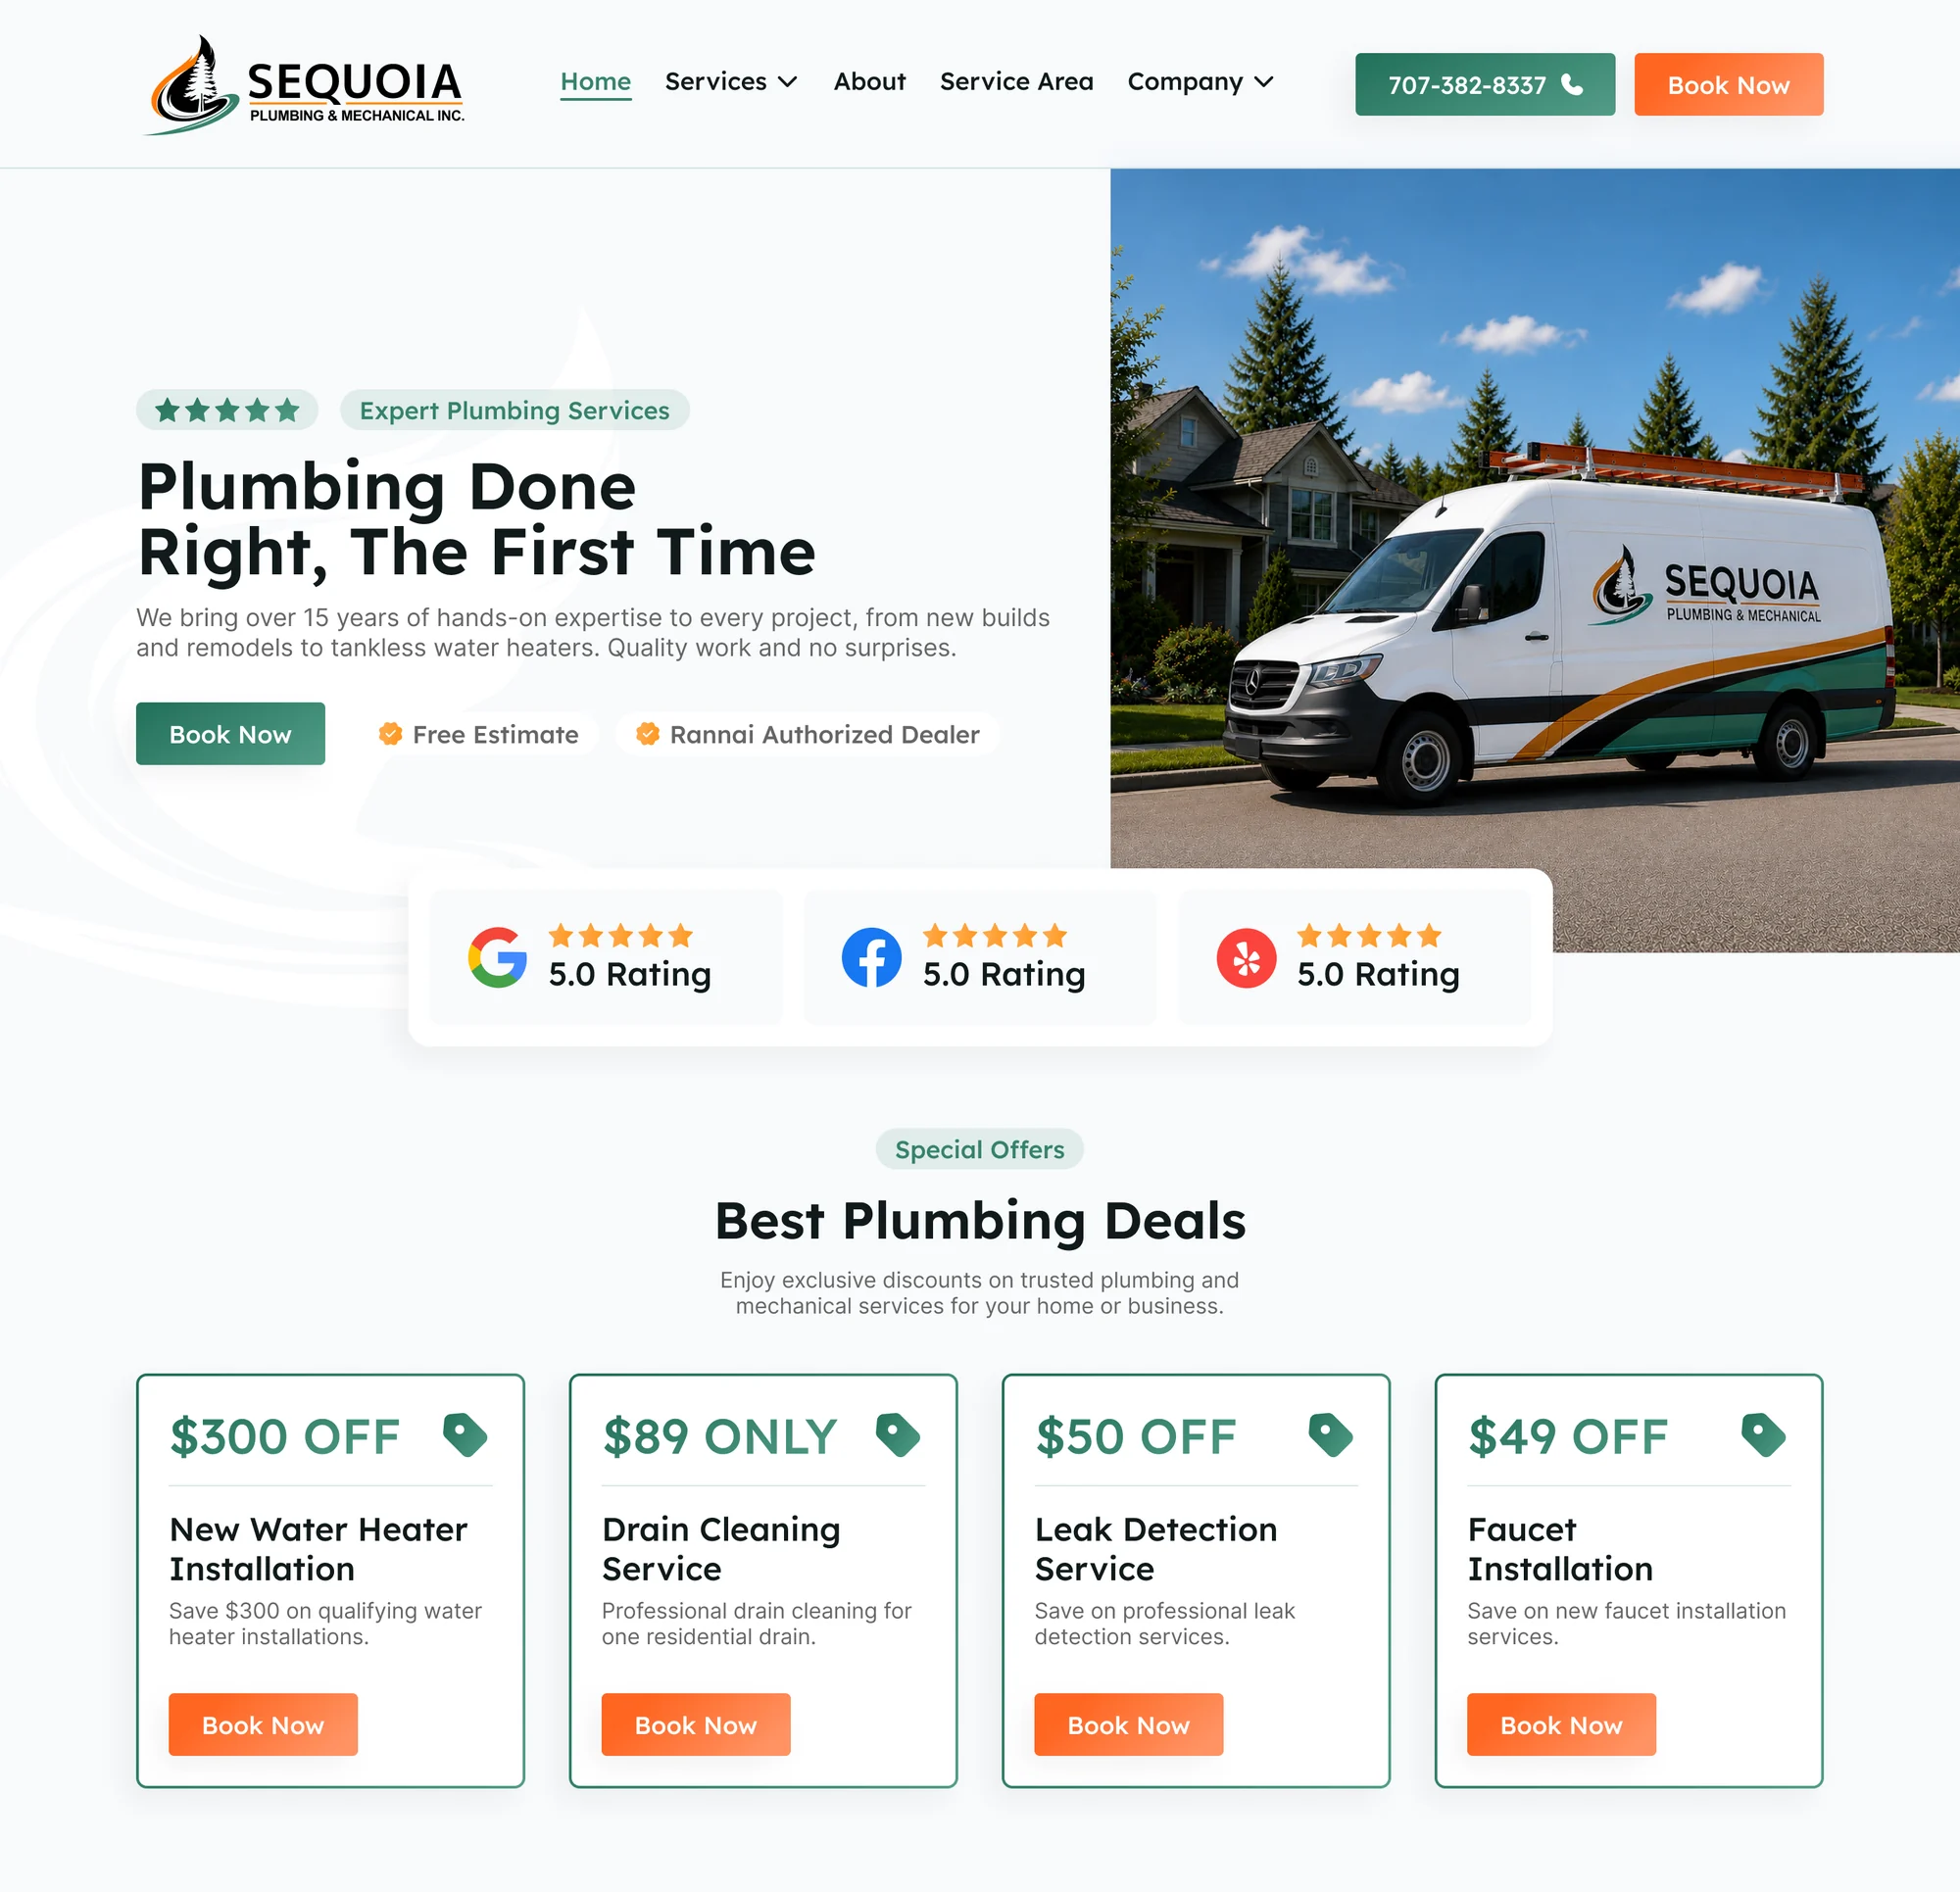 SEQUOIA
PLUMBING & MECHANICAL INC.
Home
Services
About
Service Area
Company
707-382-8337
Book Now
Expert Plumbing Services
Plumbing Done
Right, The First Time
We bring over 15 years of hands-on expertise to every project, from new builds
and remodels to tankless water heaters. Quality work and no surprises.
Book Now
Free Estimate
Rannai Authorized Dealer
SEQUOIA
PLUMBING & MECHANICAL
5.0 Rating
5.0 Rating
5.0 Rating
Special Offers
Best Plumbing Deals
Enjoy exclusive discounts on trusted plumbing and
mechanical services for your home or business.
$300 OFF
New Water Heater
Installation
Save $300 on qualifying water
heater installations.
Book Now
$89 ONLY
Drain Cleaning
Service
Professional drain cleaning for
one residential drain.
Book Now
$50 OFF
Leak Detection
Service
Save on professional leak
detection services.
Book Now
$49 OFF
Faucet
Installation
Save on new faucet installation
services.
Book Now